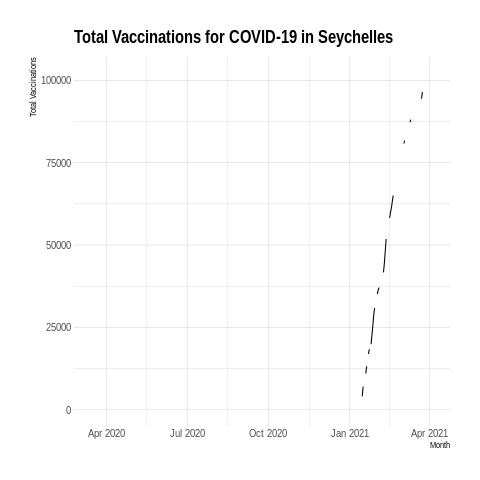 Total Vaccinations for COVID-19 in Seychelles
Total Vaccinations
100000
75000
50000
25000
0
Apr 2020 Jul 2020 Oct 2020 Jan 2021 Apr 2021
Month